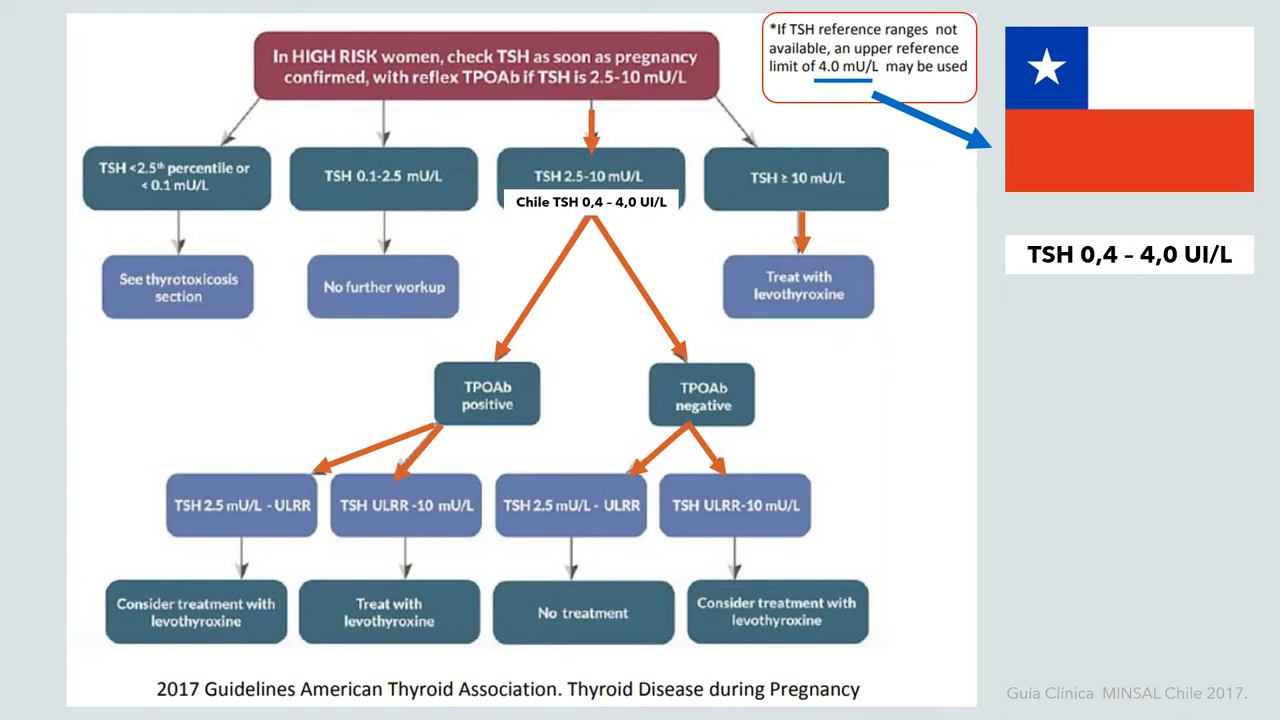 In HIGH RISK women, check TSH as soon as pregnancy
confirmed, with reflex TPOAb if TSH is 2.5-10 mU/L
*If TSH reference ranges not
available, an upper reference
limit of 4.0 mU/L may be used
TSH <2.5th percentile or
< 0.1 mU/L
TSH 0.1-2.5 mU/L
TSH 2.5-10 mU/L
Chile TSH 0,4 – 4,0 UI/L
TSH ≥ 10 mU/L
TSH 0,4 – 4,0 UI/L
See thyrotoxicosis
section
No further workup
Treat with
levothyroxine
TPOAb
positive
TPOAb
negative
TSH 2.5 mU/L - ULRR
TSH ULRR -10 mU/L
TSH 2.5 mU/L - ULRR
TSH ULRR-10 mU/L
Consider treatment with
levothyroxine
Treat with
levothyroxine
No treatment
Consider treatment with
levothyroxine
2017 Guidelines American Thyroid Association. Thyroid Disease during Pregnancy
Guía Clínica MINSAL Chile 2017.